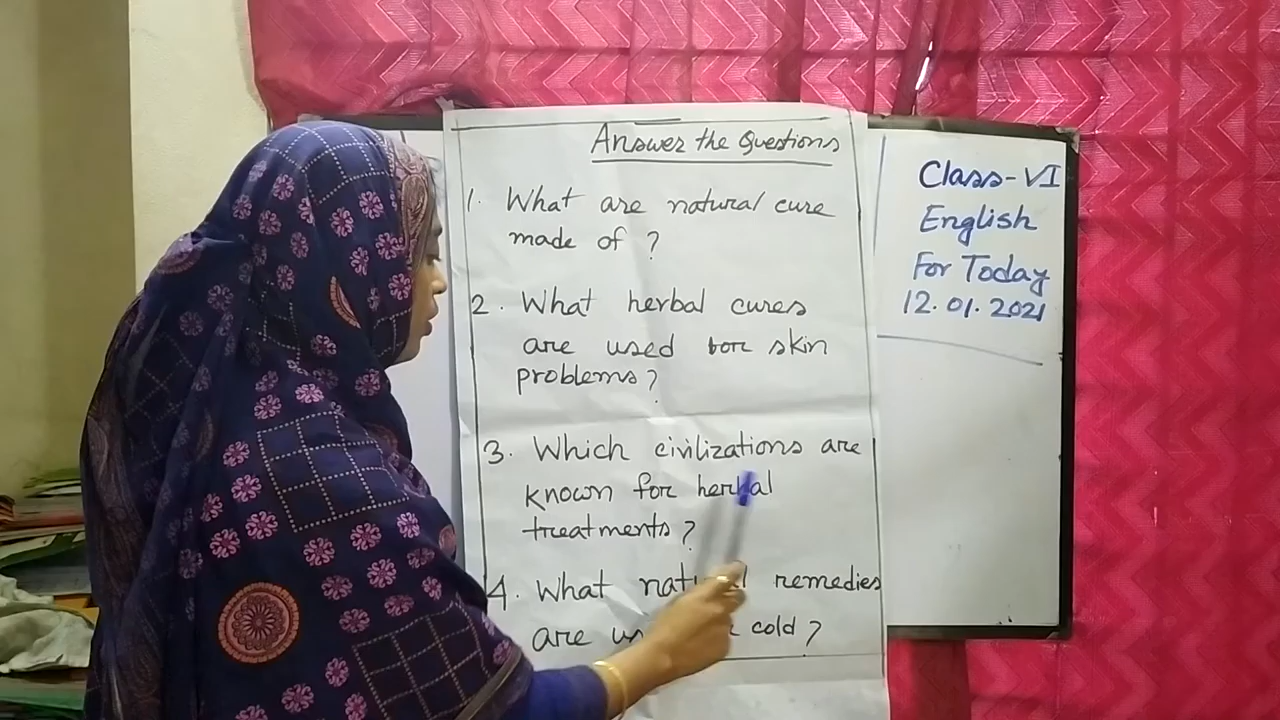 Answer the Questions
1. What are natural cure
made of ?
2. What herbal cures
are used for skin
problems ?
3. Which civilizations are
known for herbal
treatments ?
4. What natural remedies
are cold ?
Class-VI
English
For Today
12.01.2021